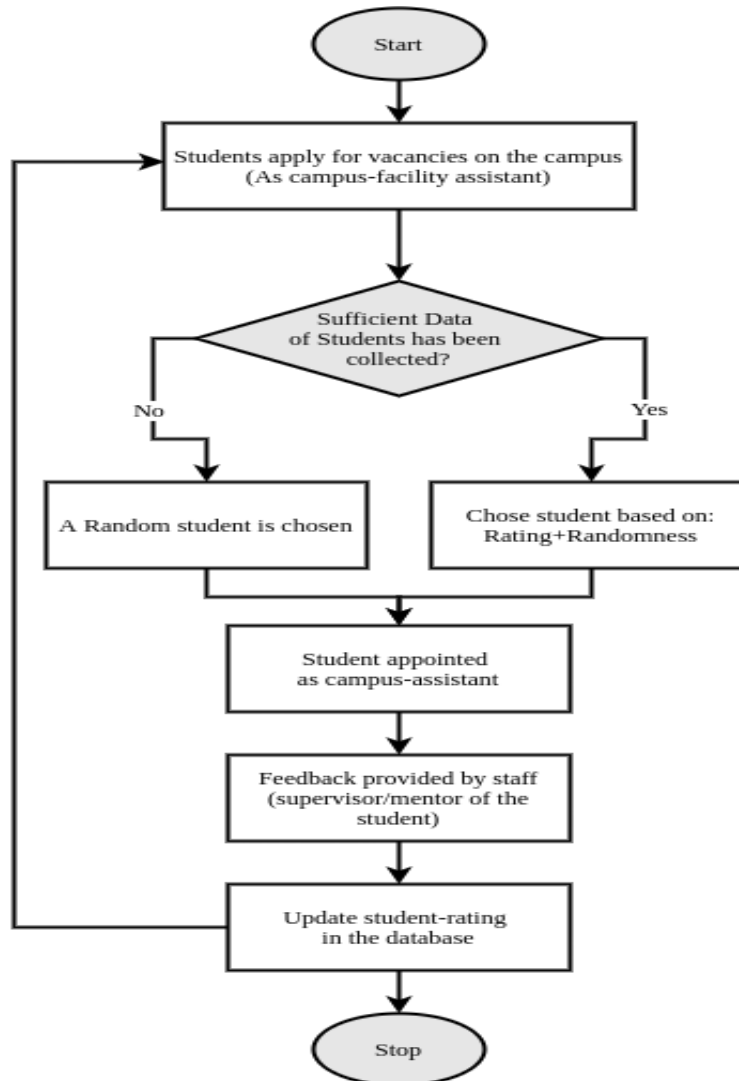 Start
Students apply for vacancies on the campus
(As campus-facility assistant)
Sufficient Data
of Students has been
collected?
No
Yes
A Random student is chosen
Chose student based on:
Rating+Randomness
Student appointed
as campus-assistant
Feedback provided by staff
(supervisor/mentor of the
student)
Update student-rating
in the database
Stop